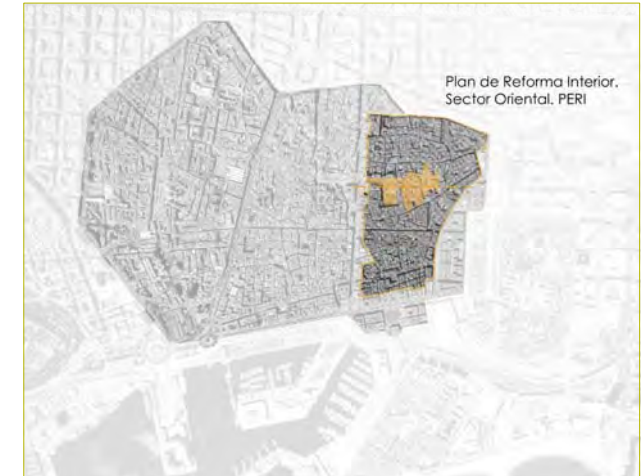 Plan de Reforma Interior.
Sector Oriental. PERI